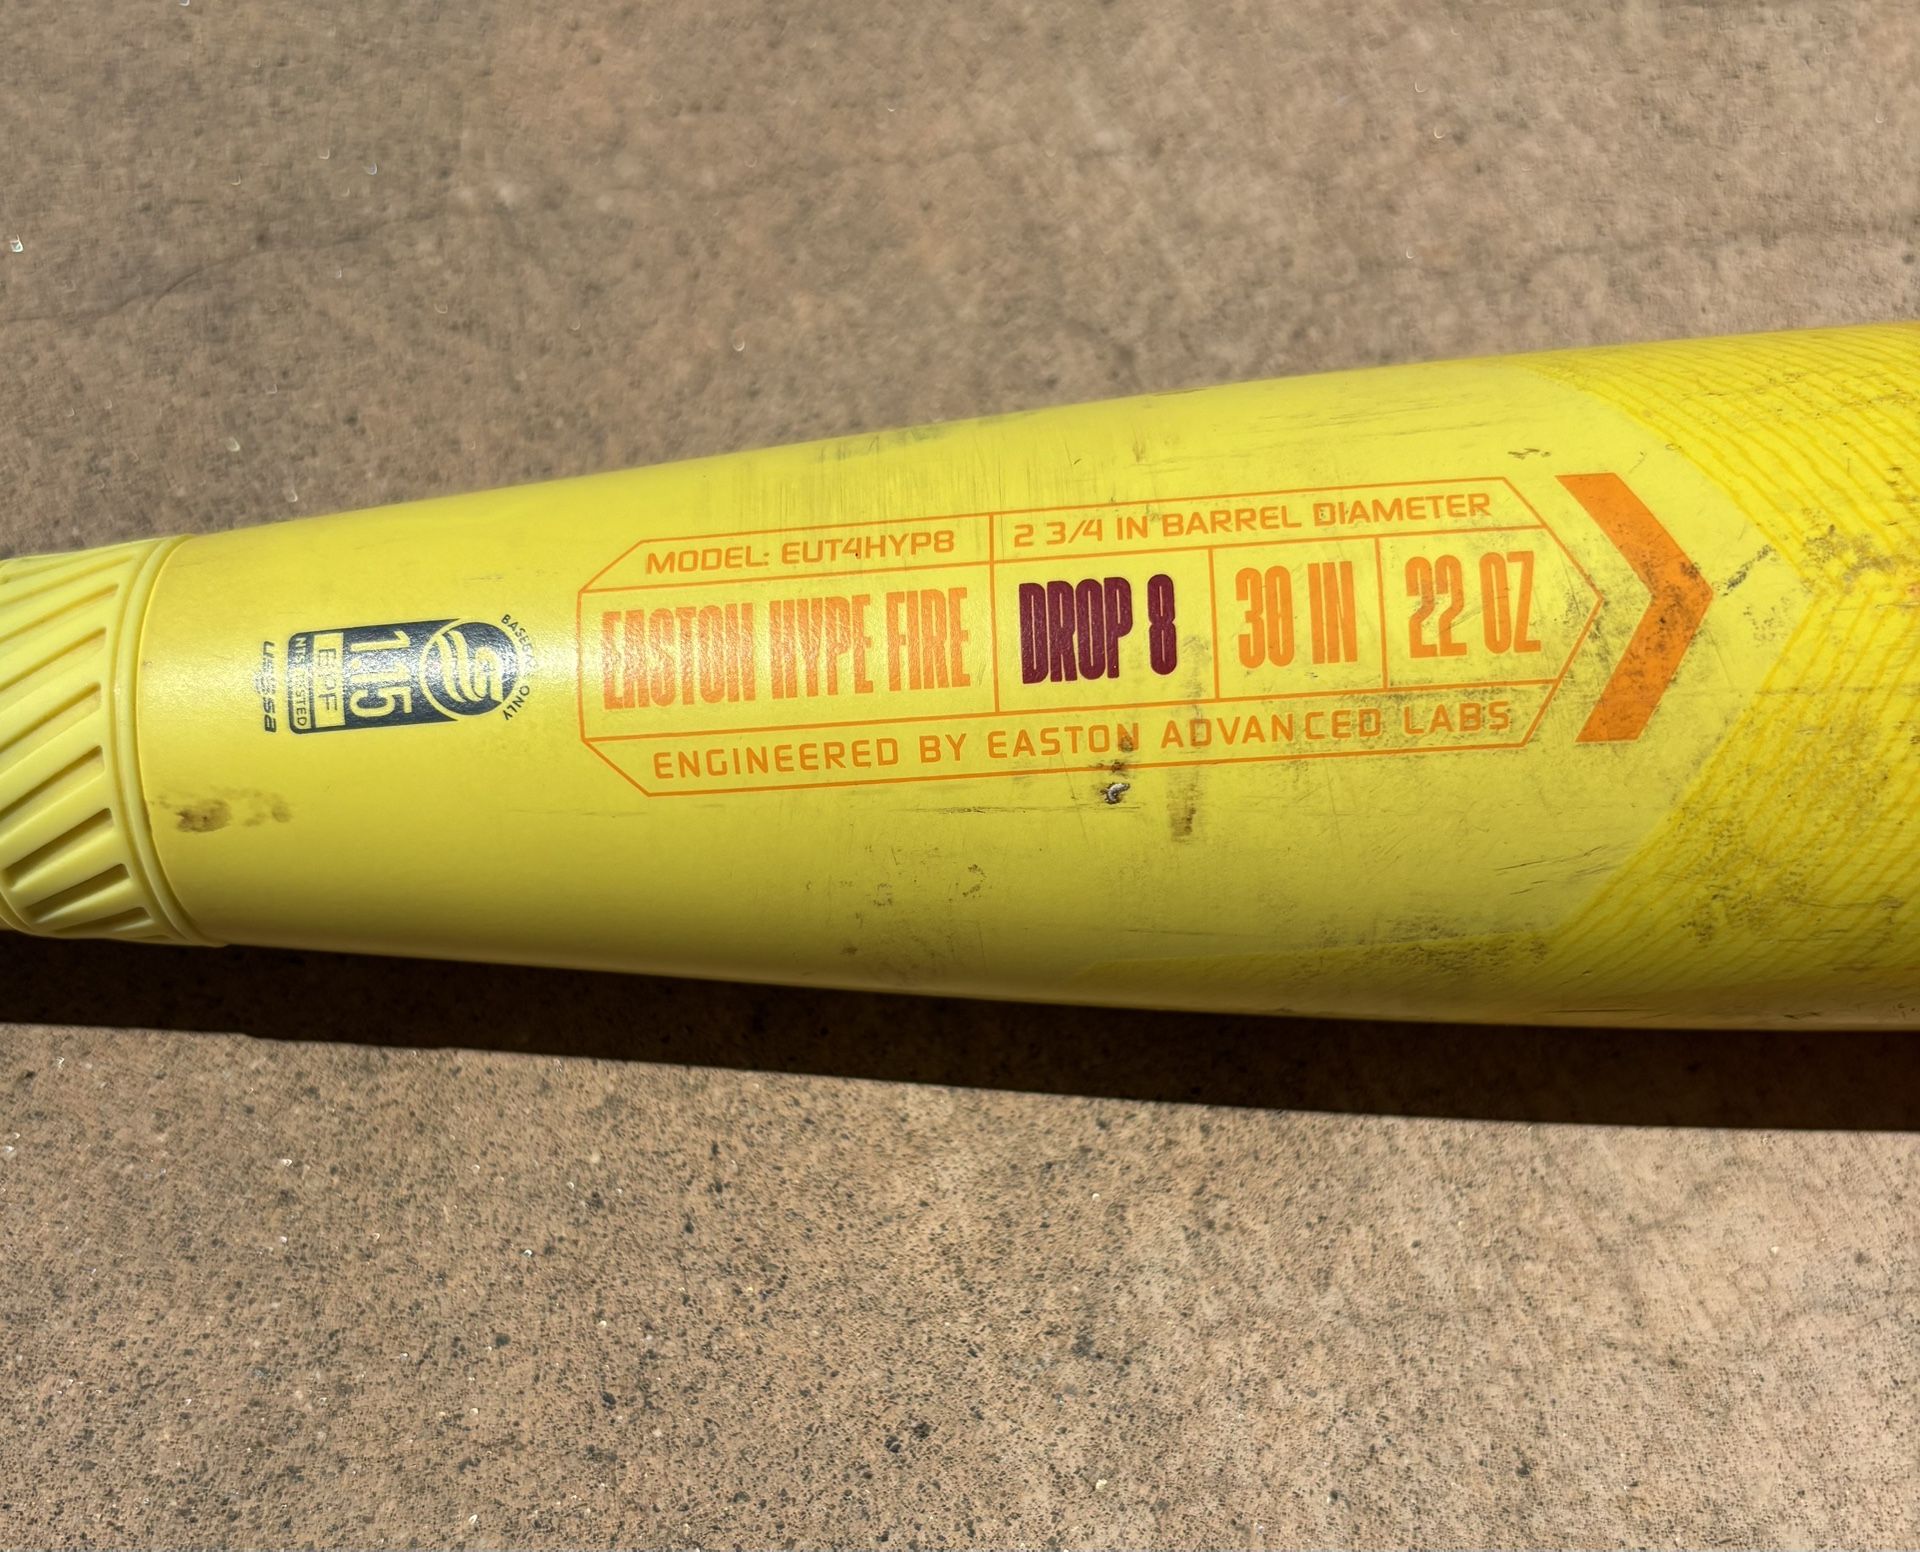 MODEL: EUT4HYP8
2 3/4 IN BARREL DIAMETER
EASTON HYPE FIRE
DROP 8
30 IN
22 OZ
ENGINEERED BY EASTON ADVANCED LABS
BASEBALL ONLY
1.15
BPF
NTS TESTED
USSSA